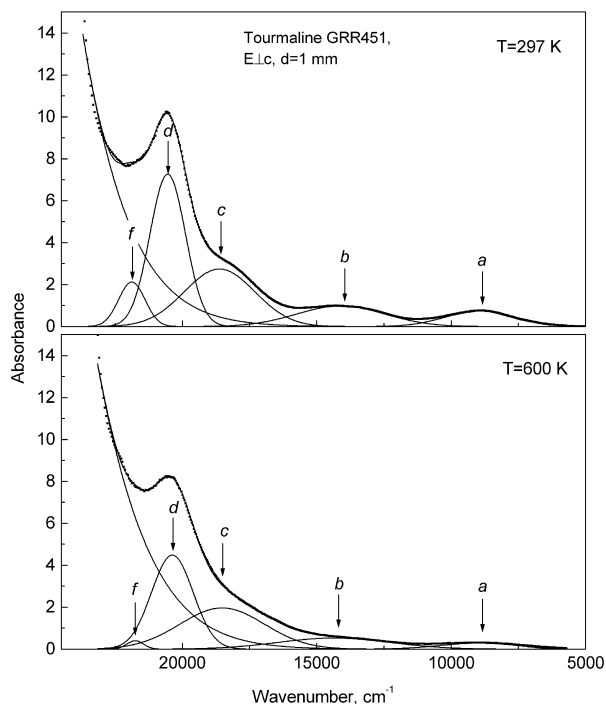 14
12
10
8
6
4
2
0
Tourmaline GRR451,
E⊥c, d=1 mm
T=297 K
d
c
f
b
a
Absorbance
14
12
10
8
6
4
2
0
T=600 K
d
c
f
b
a
20000 15000 10000 5000
Wavenumber, cm-1